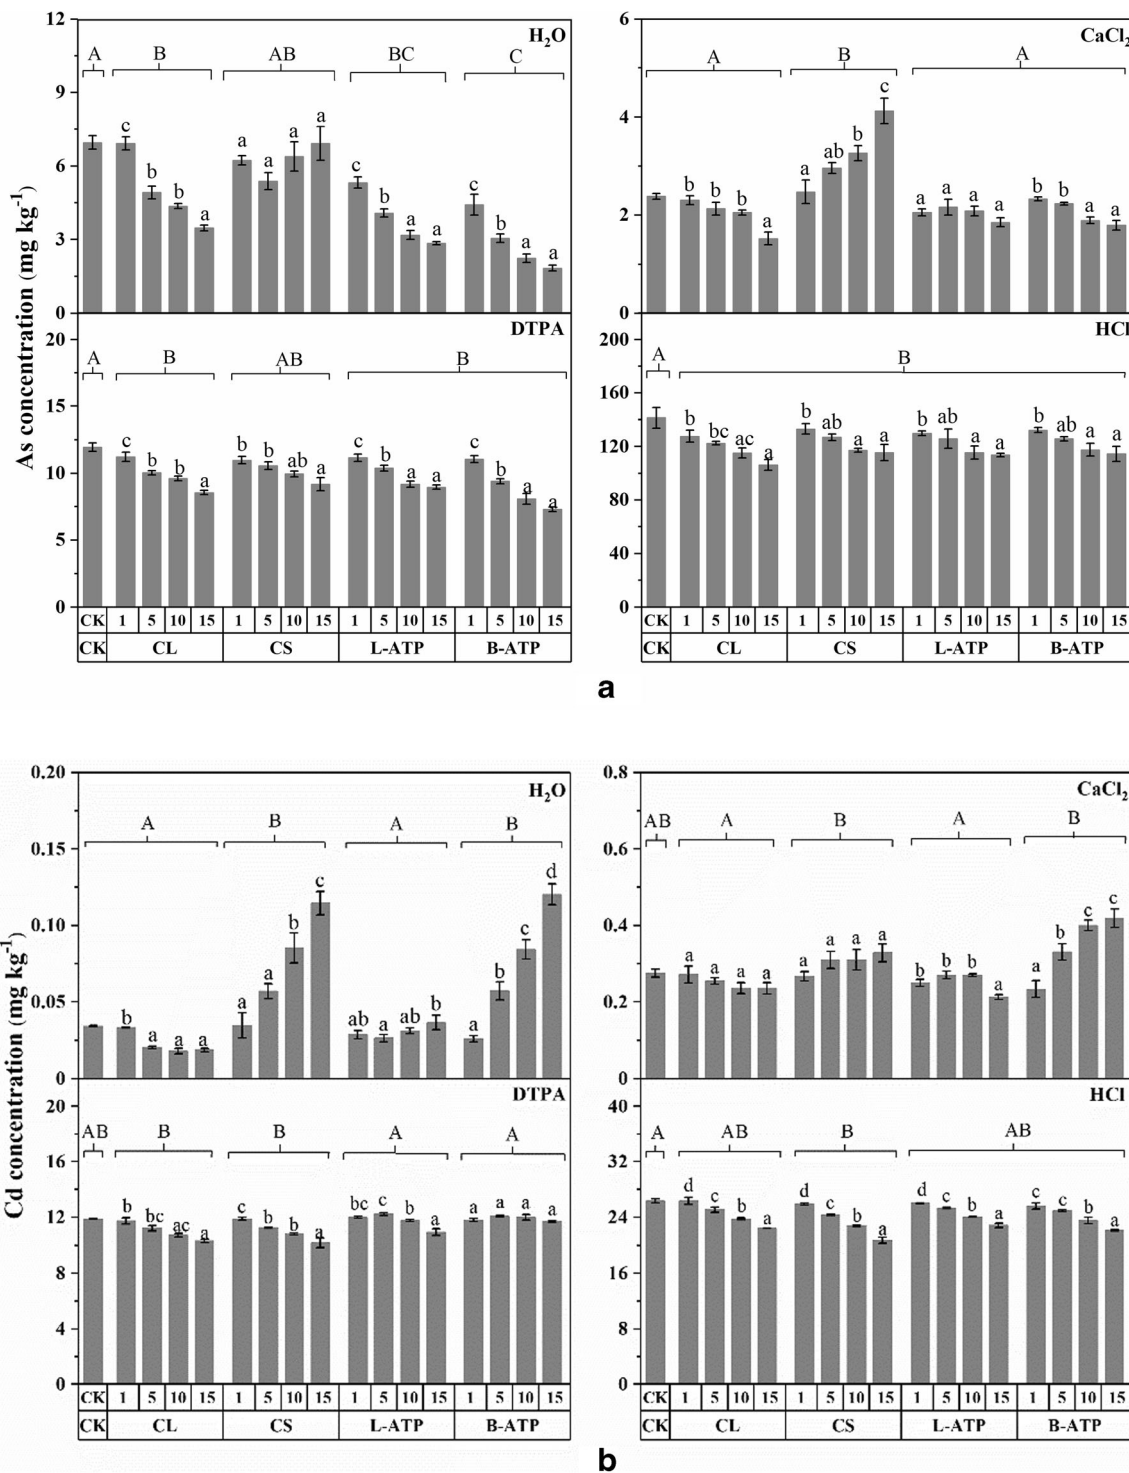 As concentration (mg kg-1)
12
9
6
3
0
H2O
A B AB BC C
c b b a a a a a c b a a c b a a
6
4
2
0
CaCl2
A B A
b b b a a ab b c a a a a b b a a
20
15
10
5
0
DTPA
A B AB B
c b b a b b ab a c b a a c b a a
200
160
120
80
40
0
HCl
A B
b bc ac a b ab a a b ab a a b ab a a
CK 1 5 10 15 1 5 10 15 1 5 10 15 1 5 10 15
CK CL CS L-ATP B-ATP
CK 1 5 10 15 1 5 10 15 1 5 10 15 1 5 10 15
CK CL CS L-ATP B-ATP
a
Cd concentration (mg kg-1)
0.20
0.15
0.10
0.05
0
H2O
A B A B
b a a a a a b c ab a ab b a b c d
0.8
0.6
0.4
0.2
0
CaCl2
AB A B A B
a a a a a a a a b b b a a b c c
20
16
12
8
4
0
DTPA
AB B B A A
b bc ac a c b b a bc c b a a a a a
40
32
24
16
8
0
HCl
A AB B AB
d c b a d c b a d c b a c c b a
CK 1 5 10 15 1 5 10 15 1 5 10 15 1 5 10 15
CK CL CS L-ATP B-ATP
CK 1 5 10 15 1 5 10 15 1 5 10 15 1 5 10 15
CK CL CS L-ATP B-ATP
b